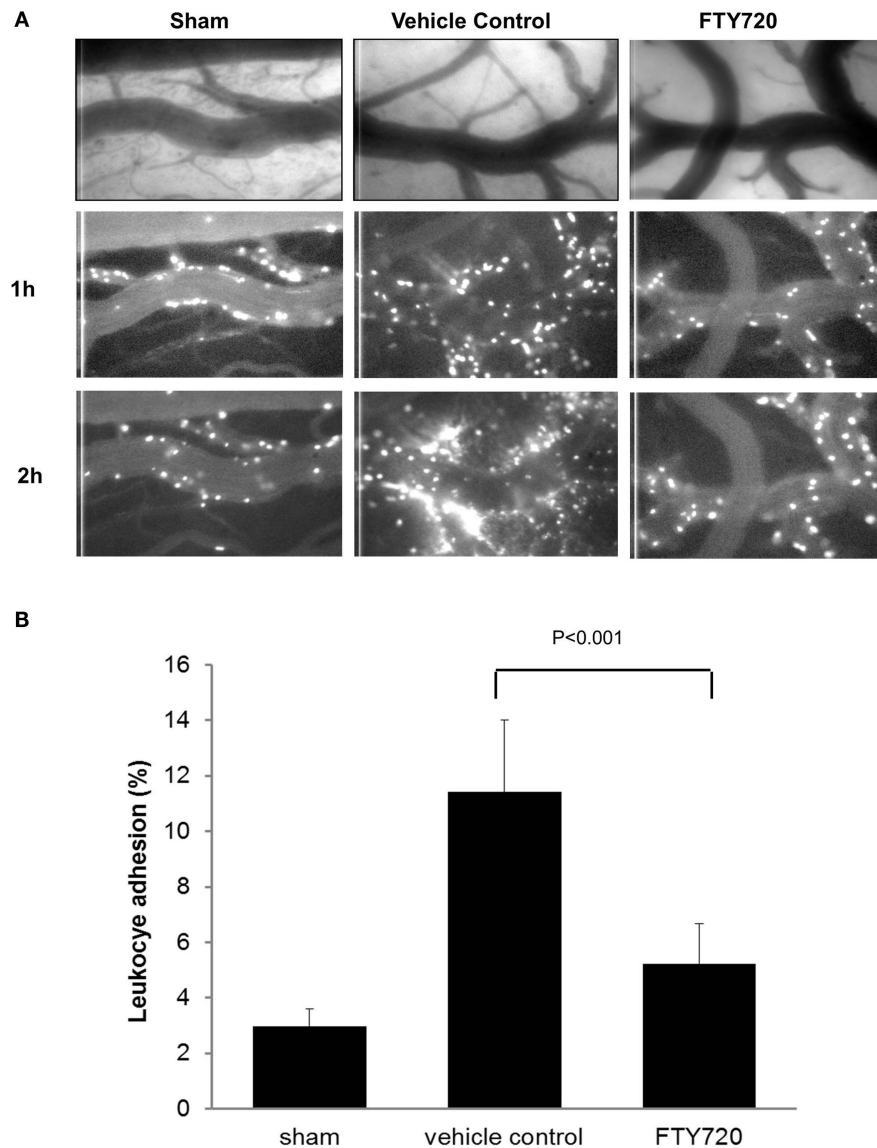 A
Sham Vehicle Control FTY720
1h
2h
B
P<0.001
16
14
12
10
8
6
4
2
0
Leukocye adhesion (%)
sham vehicle control FTY720